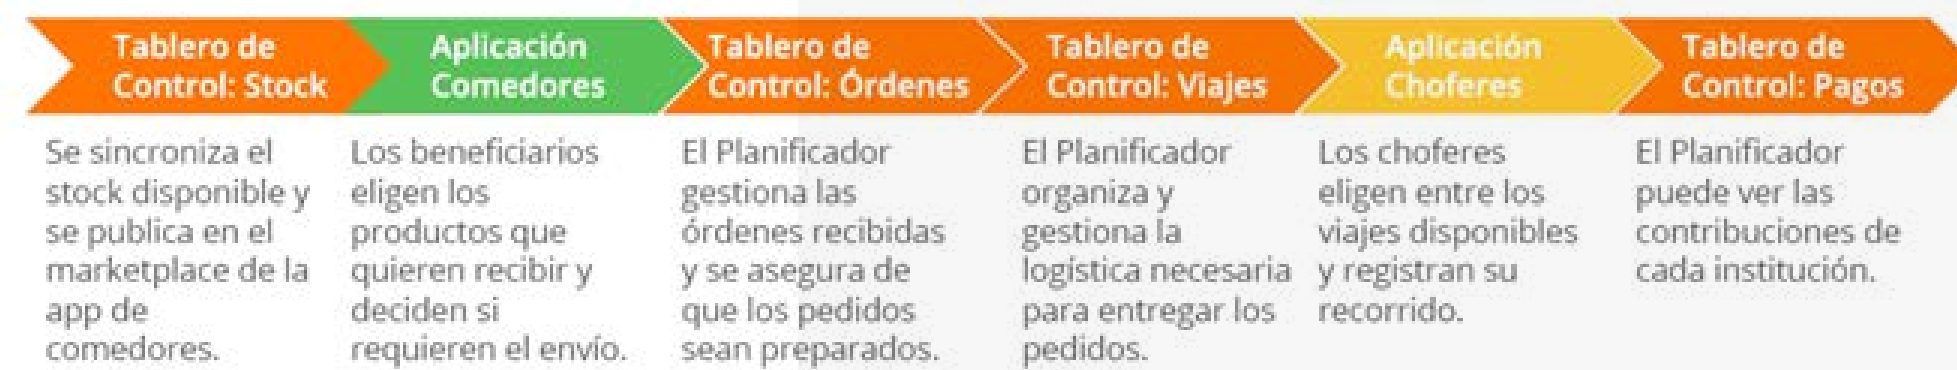 Tablero de
Control: Stock
Aplicación
Comedores
Tablero de
Control: Órdenes
Tablero de
Control: Viajes
Aplicación
Choferes
Tablero de
Control: Pagos
Se sincroniza el
stock disponible y
se publica en el
marketplace de la
app de
comedores.
Los beneficiarios
eligen los
productos que
quieren recibir y
deciden si
requieren el envío.
El Planificador
gestiona las
órdenes recibidas
y se asegura de
que los pedidos
sean preparados.
El Planificador
organiza y
gestiona la
logística necesaria
para entregar los
pedidos.
Los choferes
eligen entre los
viajes disponibles
y registran su
recorrido.
El Planificador
puede ver las
contribuciones de
cada institución.